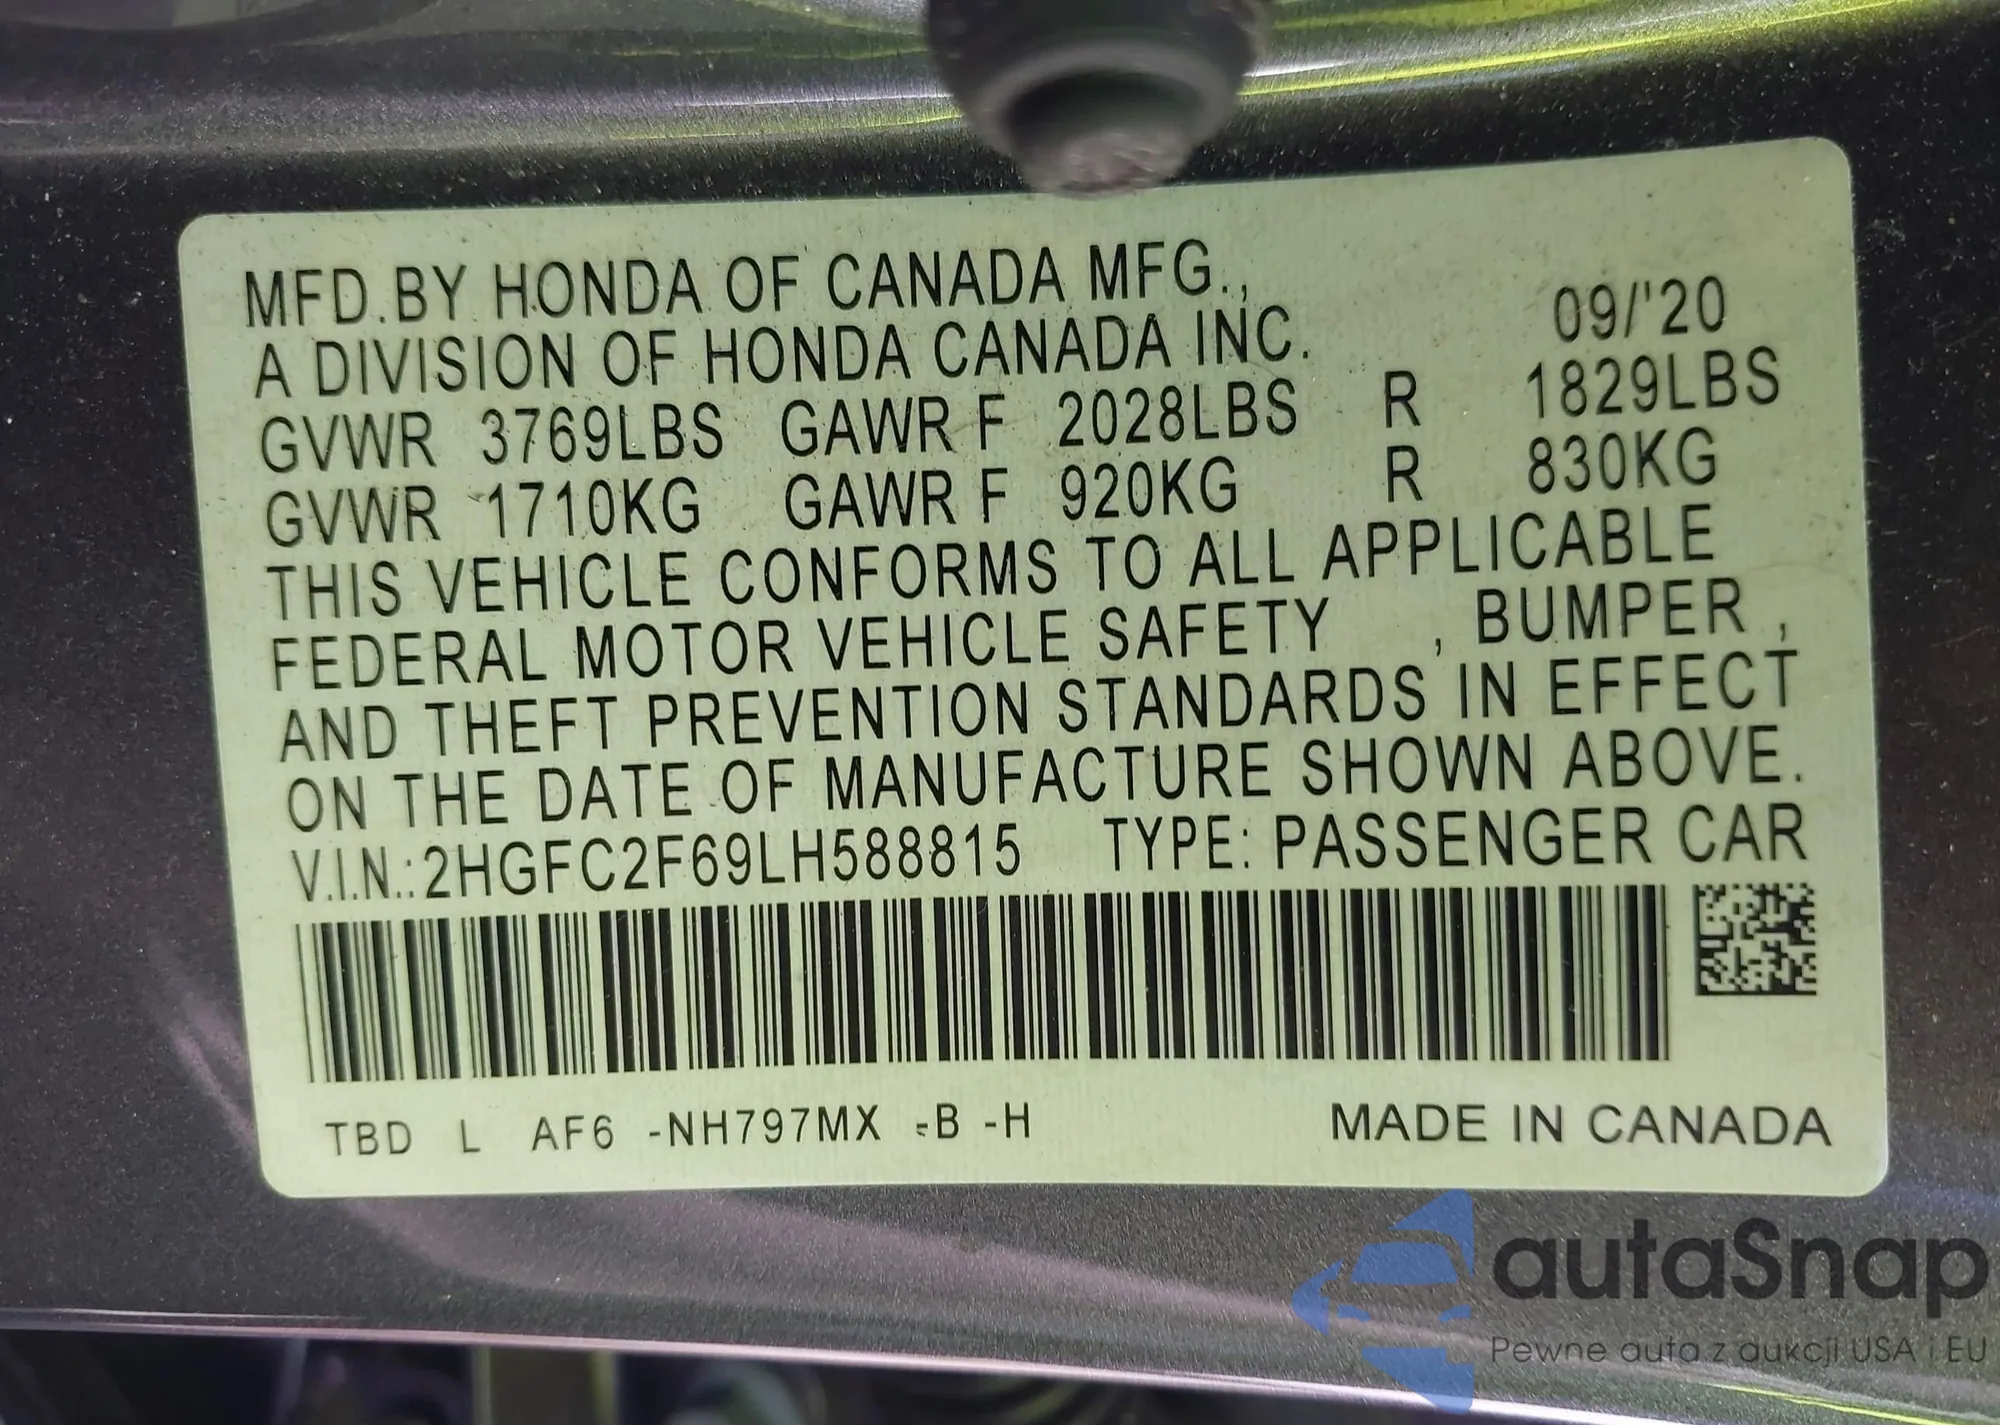 MFD.BY HONDA OF CANADA MFG.,
A DIVISION OF HONDA CANADA INC. 09/'20
GVWR 3769LBS GAWR F 2028LBS R 1829LBS
GVWR 1710KG GAWR F 920KG R 830KG
THIS VEHICLE CONFORMS TO ALL APPLICABLE
FEDERAL MOTOR VEHICLE SAFETY , BUMPER ,
AND THEFT PREVENTION STANDARDS IN EFFECT
ON THE DATE OF MANUFACTURE SHOWN ABOVE.
V.I.N.:2HGFC2F69LH588815 TYPE: PASSENGER CAR
TBD L AF6 -NH797MX -B -H MADE IN CANADA
autaSnap
Pewne auta z aukcji USA i EU